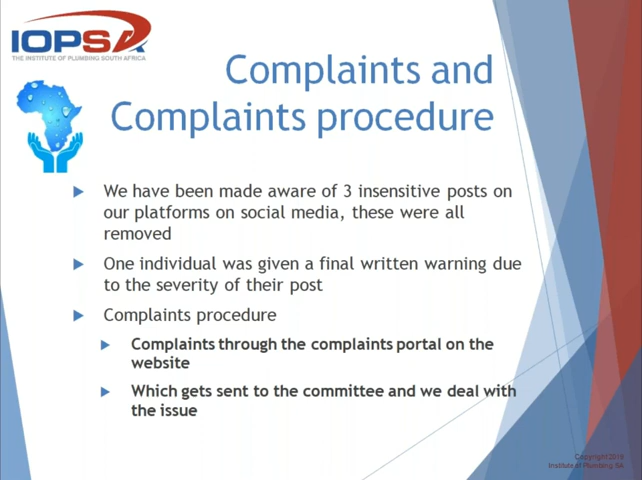 IOPSA
THE INSTITUTE OF PLUMBING SOUTH AFRICA
Complaints and
Complaints procedure
We have been made aware of 3 insensitive posts on
our platforms on social media, these were all
removed
One individual was given a final written warning due
to the severity of their post
Complaints procedure
Complaints through the complaints portal on the
website
Which gets sent to the committee and we deal with
the issue
Copyright2018
Institute of Plumbing SA